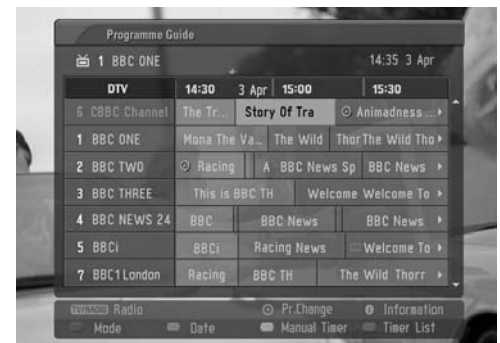 Programme Guide
1 BBC ONE 14:35 3 Apr
DTV 14:30 3 Apr 15:00 15:30
6 CBBC Channel The Tr... Story Of Tra Animadness ...
1 BBC ONE Mona The Va... The Wild ThorThe Wild Tho
2 BBC TWO Racing A BBC News Sp BBC News
3 BBC THREE This is BBC TH Welcome Welcome To
4 BBC NEWS 24 BBC BBC News BBC News
5 BBCi BBCi Racing News Welcome To
7 BBC1London Racing BBC TH The Wild Thorr
TV/RADIO Radio Pr.Change Information
Mode Date Manual Timer Timer List